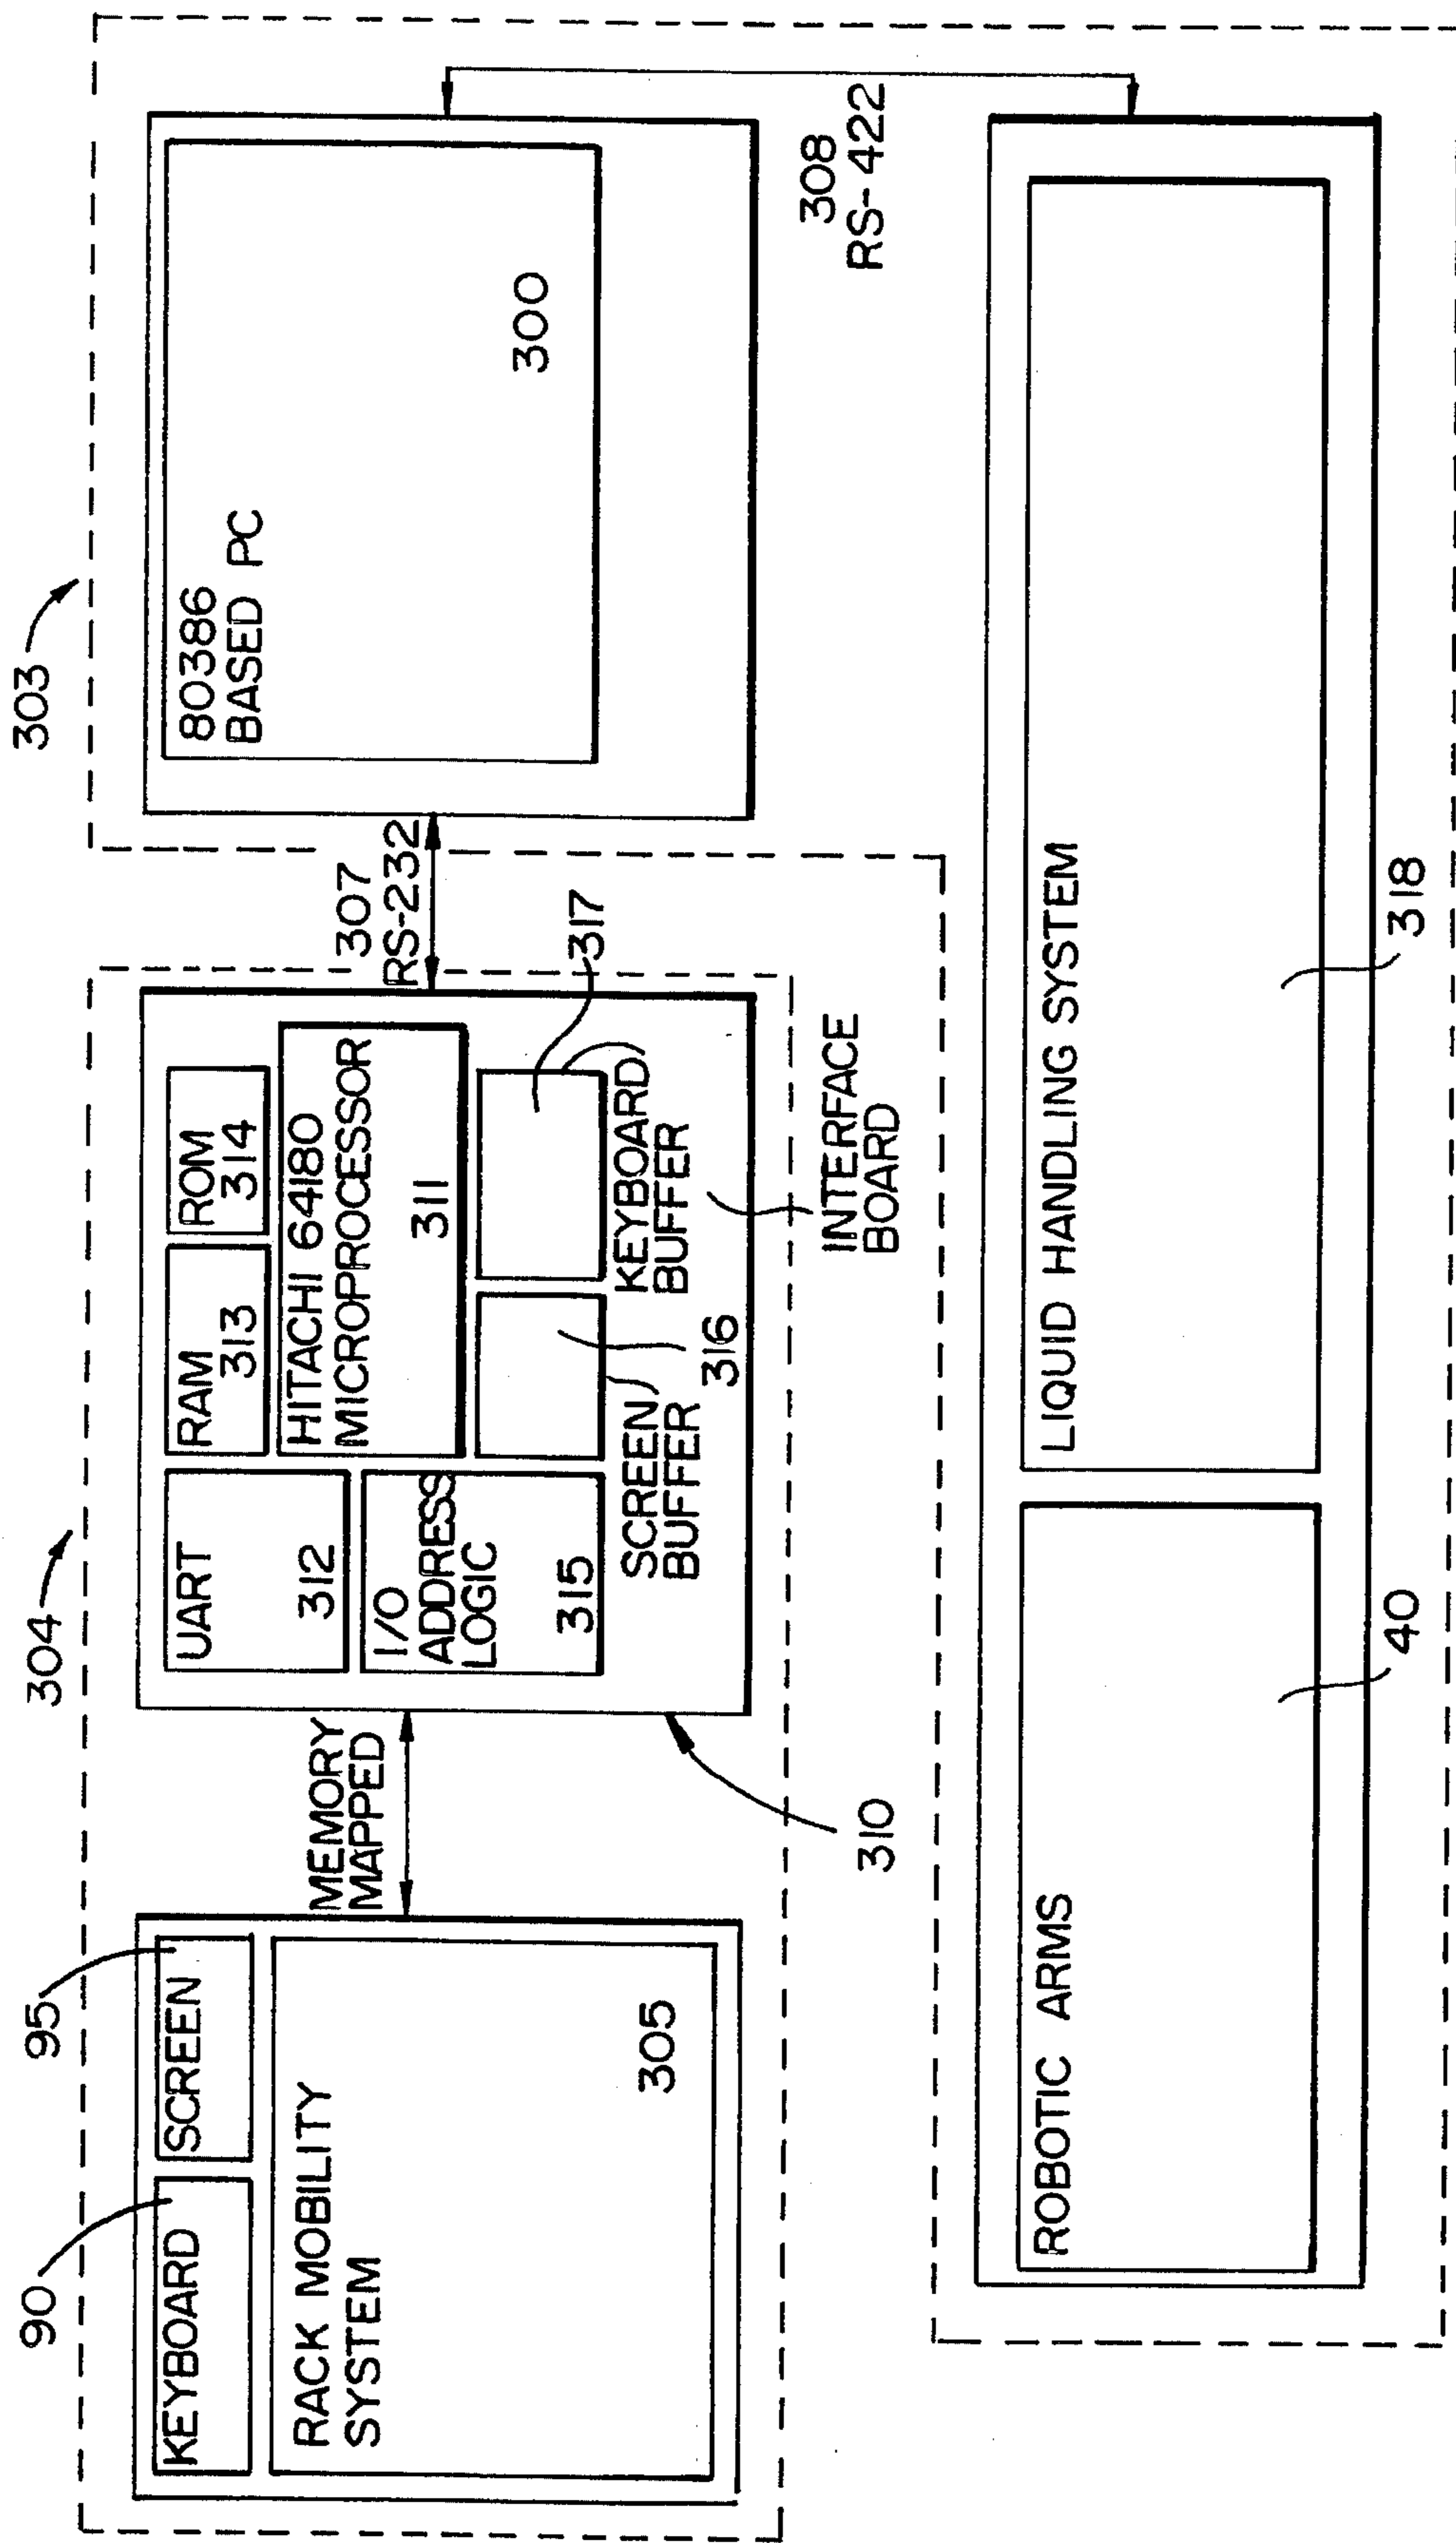 304
303
90
95
KEYBOARD
SCREEN
RACK MOBILITY
SYSTEM
305
MEMORY
MAPPED
UART
312
RAM
313
ROM
314
I/O
ADDRESS
LOGIC
315
HITACHI 64180
MICROPROCESSOR
311
SCREEN
BUFFER
316
KEYBOARD
BUFFER
317
310
INTERFACE
BOARD
307
RS-232
80386
BASED PC
300
308
RS-422
ROBOTIC ARMS
40
LIQUID HANDLING SYSTEM
318